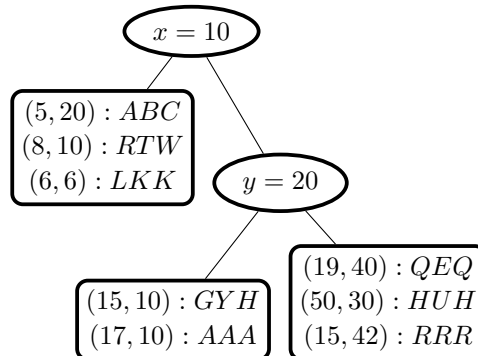 x = 10
(5, 20) : ABC
(8, 10) : RTW
(6, 6) : LKK
y = 20
(15, 10) : GYH
(17, 10) : AAA
(19, 40) : QEQ
(50, 30) : HUH
(15, 42) : RRR